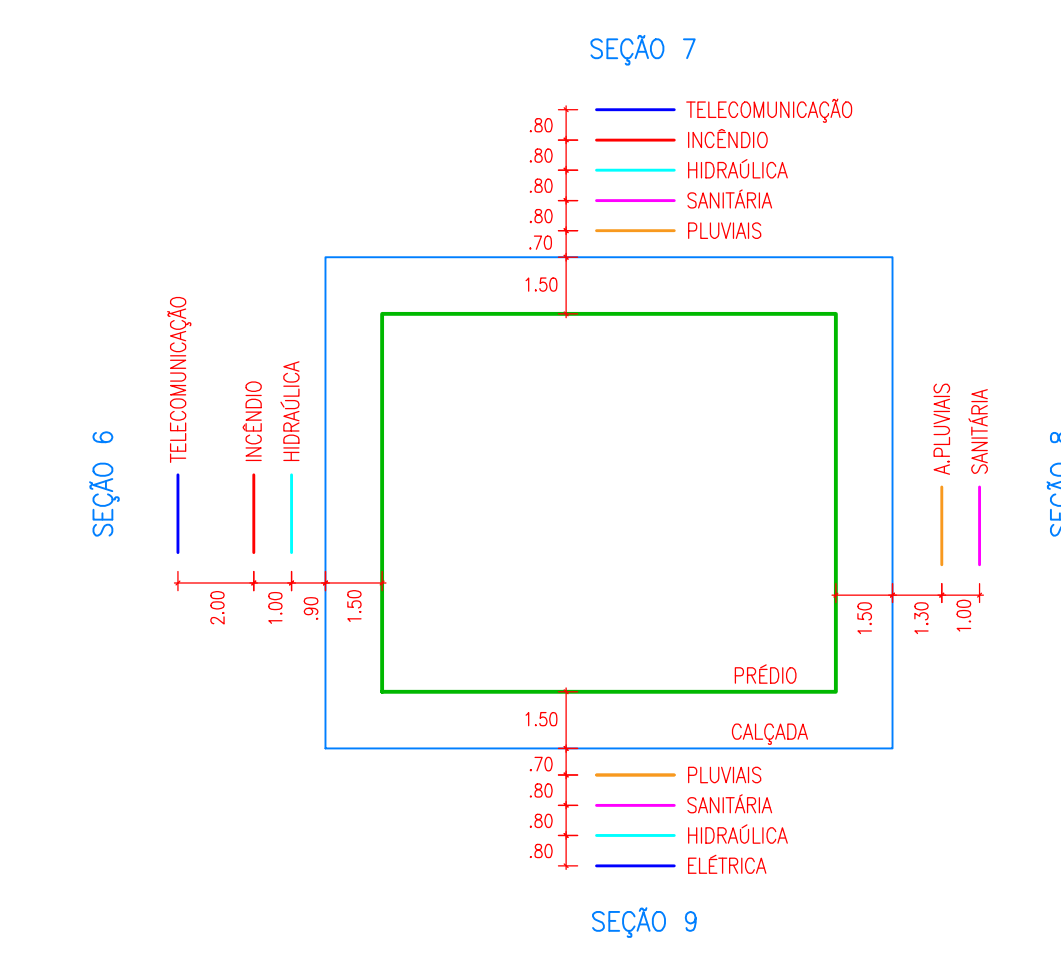 SEÇÃO 7
TELECOMUNICAÇÃO
.80
INCÊNDIO
.80
HIDRAÚLICA
.80
SANITÁRIA
.80
PLUVIAIS
.70
1.50
SEÇÃO 6
TELECOMUNICAÇÃO
INCÊNDIO
HIDRAÚLICA
2.00
1.00
.90
1.50
A.PLUVIAIS
SANITÁRIA
SEÇÃO 8
1.50
1.30
1.00
PRÉDIO
1.50
CALÇADA
.70
PLUVIAIS
.80
SANITÁRIA
.80
HIDRAÚLICA
.80
ELÉTRICA
SEÇÃO 9